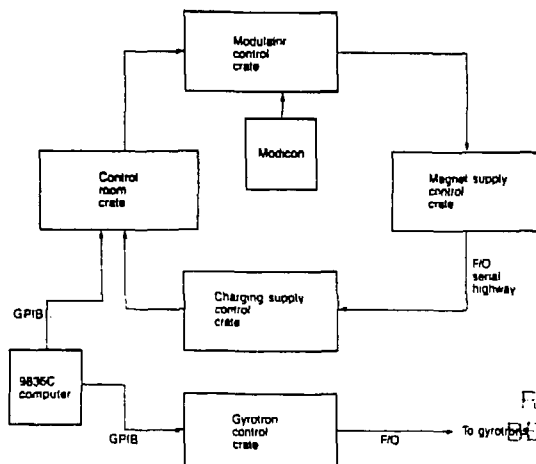 Modulator
control
crate
Modicon
Control
room
crate
Magnet supply
control
crate
F/O
serial
highway
Charging supply
control
crate
GPIB
9836C
computer
Gyrotron
control
crate
GPIB
F/O
To gyrotrons